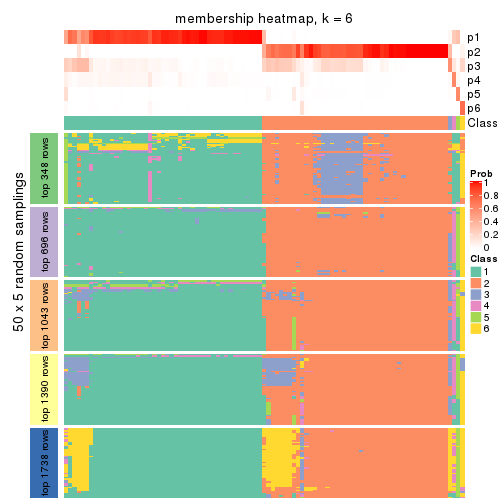 membership heatmap, k = 6
p1
p2
p3
p4
p5
p6
Class
50 x 5 random samplings
top 348 rows
top 696 rows
top 1043 rows
top 1390 rows
top 1738 rows
Prob
1
0.8
0.6
0.4
0.2
0
Class
1
2
3
4
5
6